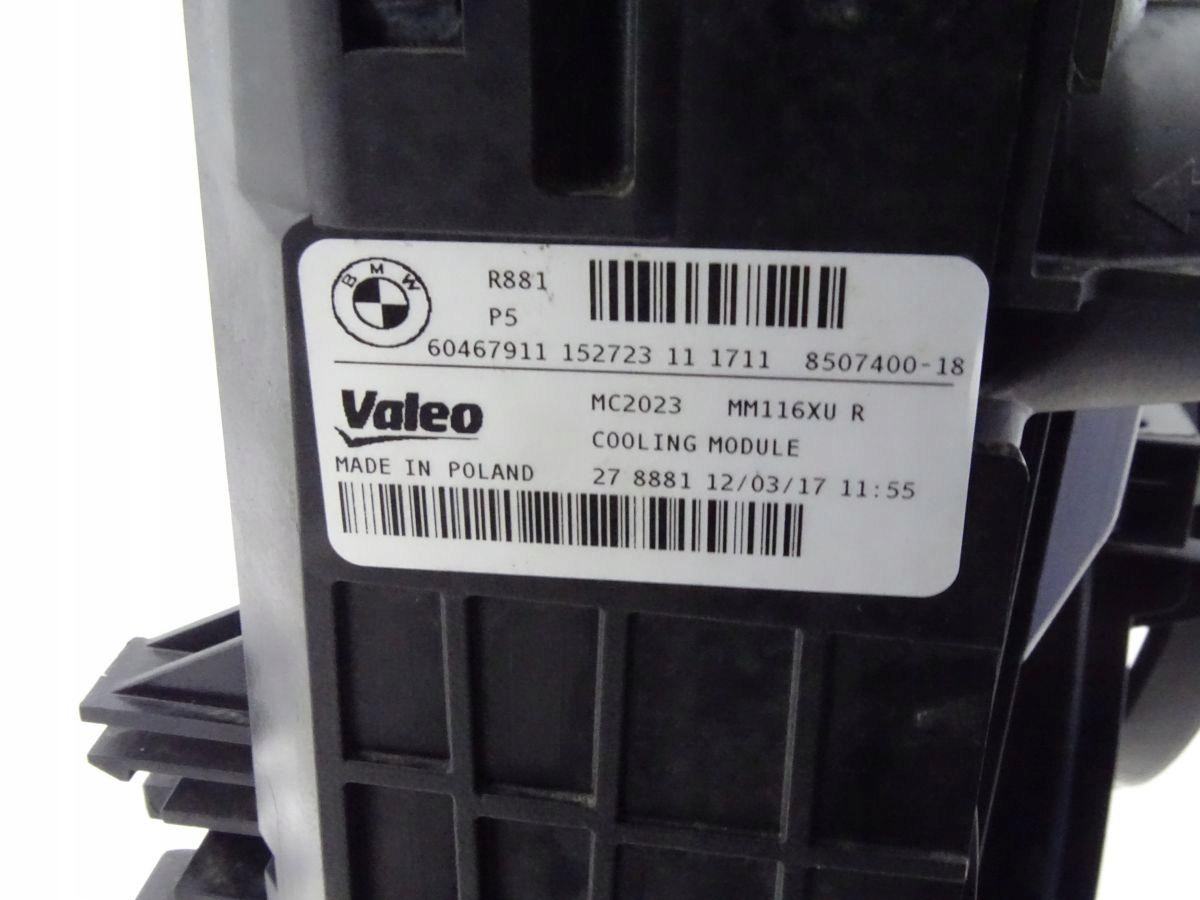 BMW R881
P5
60467911 152723 11 1711 8507400-18
Valeo MC2023 MM116XU R
COOLING MODULE
MADE IN POLAND 27 8881 12/03/17 11:55